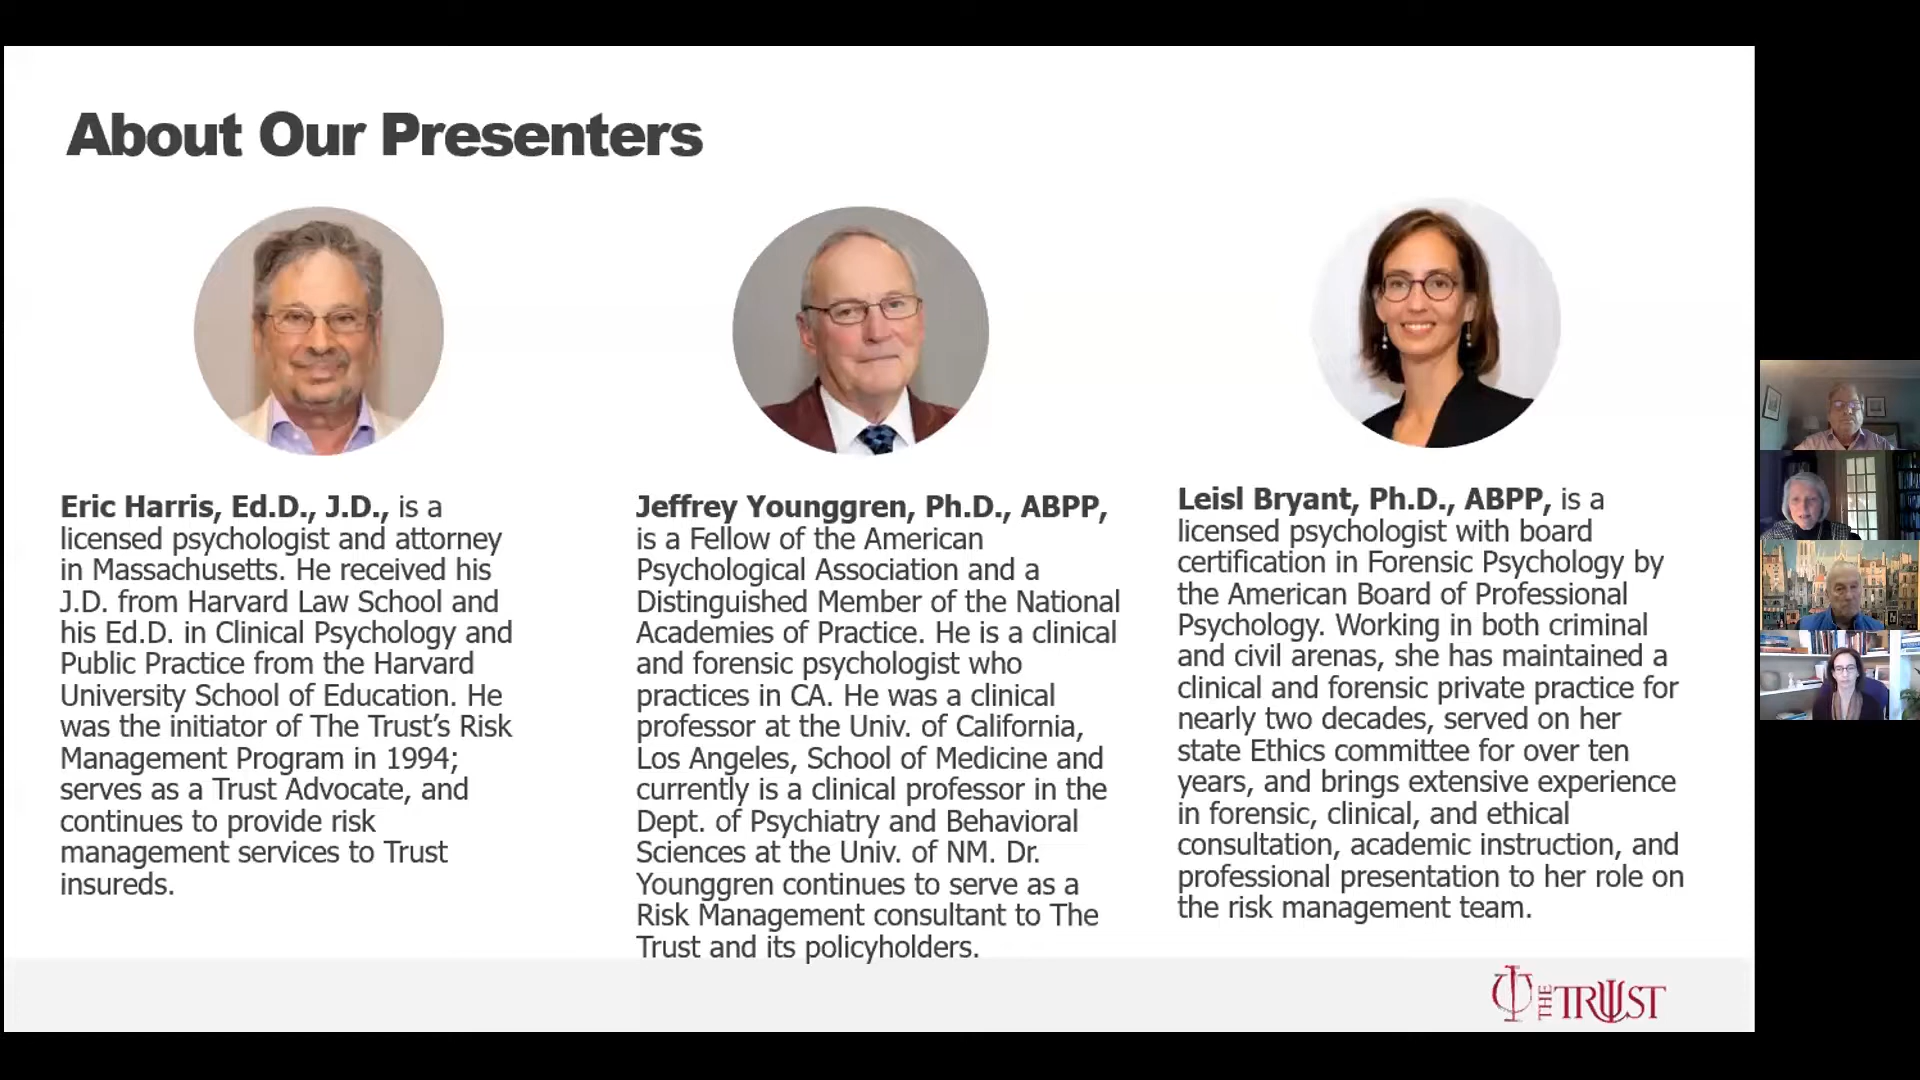 About Our Presenters
Eric Harris, Ed.D., J.D., is a
licensed psychologist and attorney
in Massachusetts. He received his
J.D. from Harvard Law School and
his Ed.D. in Clinical Psychology and
Public Practice from the Harvard
University School of Education. He
was the initiator of The Trust’s Risk
Management Program in 1994;
serves as a Trust Advocate, and
continues to provide risk
management services to Trust
insureds.
Jeffrey Younggren, Ph.D., ABPP,
is a Fellow of the American
Psychological Association and a
Distinguished Member of the National
Academies of Practice. He is a clinical
and forensic psychologist who
practices in CA. He was a clinical
professor at the Univ. of California,
Los Angeles, School of Medicine and
currently is a clinical professor in the
Dept. of Psychiatry and Behavioral
Sciences at the Univ. of NM. Dr.
Younggren continues to serve as a
Risk Management consultant to The
Trust and its policyholders.
Leisl Bryant, Ph.D., ABPP, is a
licensed psychologist with board
certification in Forensic Psychology by
the American Board of Professional
Psychology. Working in both criminal
and civil arenas, she has maintained a
clinical and forensic private practice for
nearly two decades, served on her
state Ethics committee for over ten
years, and brings extensive experience
in forensic, clinical, and ethical
consultation, academic instruction, and
professional presentation to her role on
the risk management team.
THE TRUST